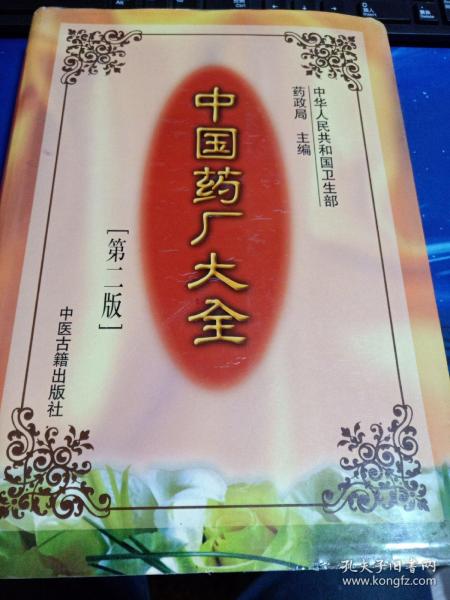 中华人民共和国卫生部
药政局 主编
中国药厂大全
[第二版]
中医古籍出版社
孔夫子旧书网
www.kongfz.com